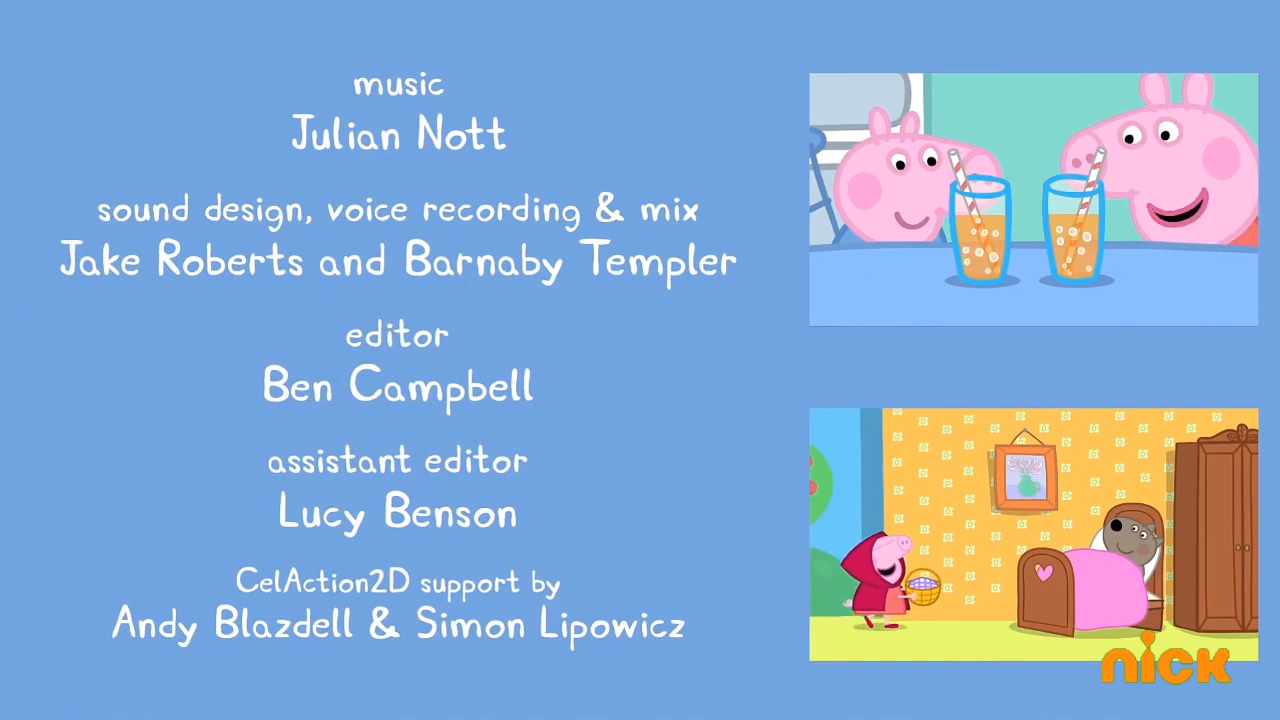 music
Julian Nott
sound design, voice recording & mix
Jake Roberts and Barnaby Templer
editor
Ben Campbell
assistant editor
Lucy Benson
CelAction2D support by
Andy Blazdell & Simon Lipowicz
nick